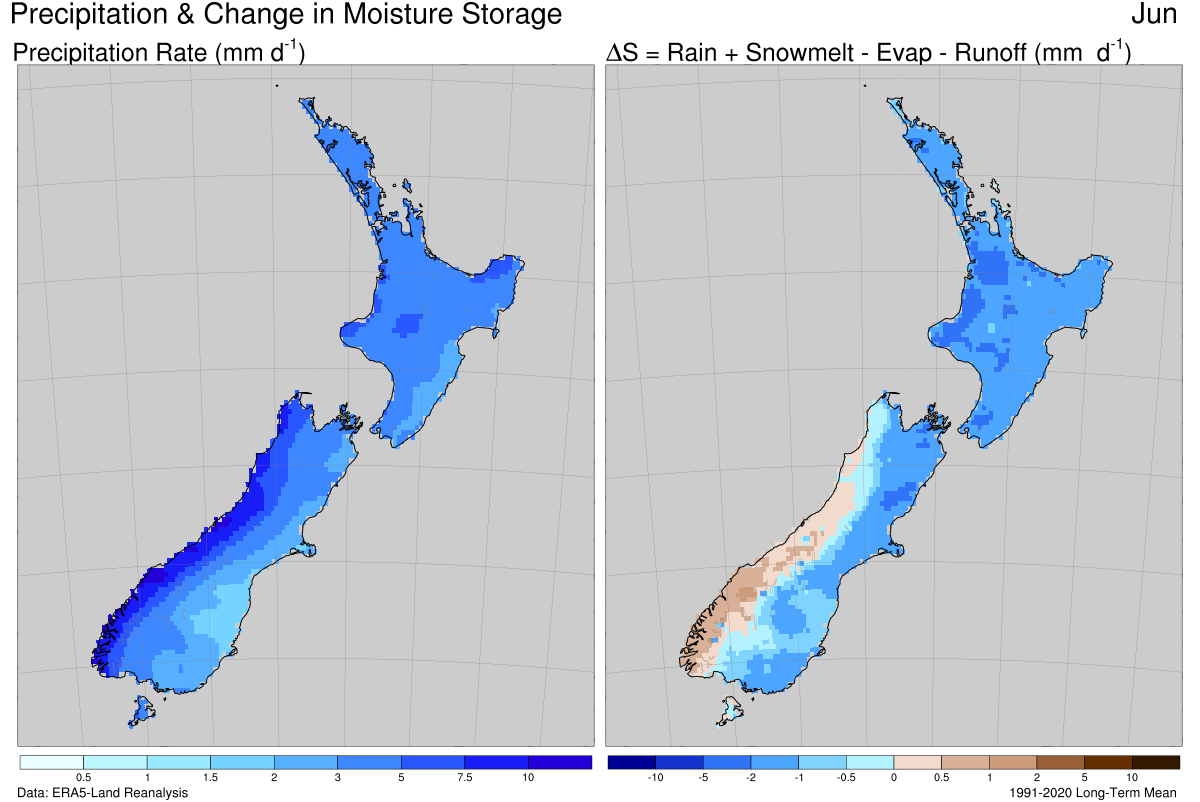 Precipitation & Change in Moisture Storage Jun
Precipitation Rate (mm d-1) ΔS = Rain + Snowmelt - Evap - Runoff (mm d-1)
0.5 1 1.5 2 3 5 7.5 10 -10 -5 -2 -1 -0.5 0 0.5 1 2 5 10
Data: ERA5-Land Reanalysis 1991-2020 Long-Term Mean